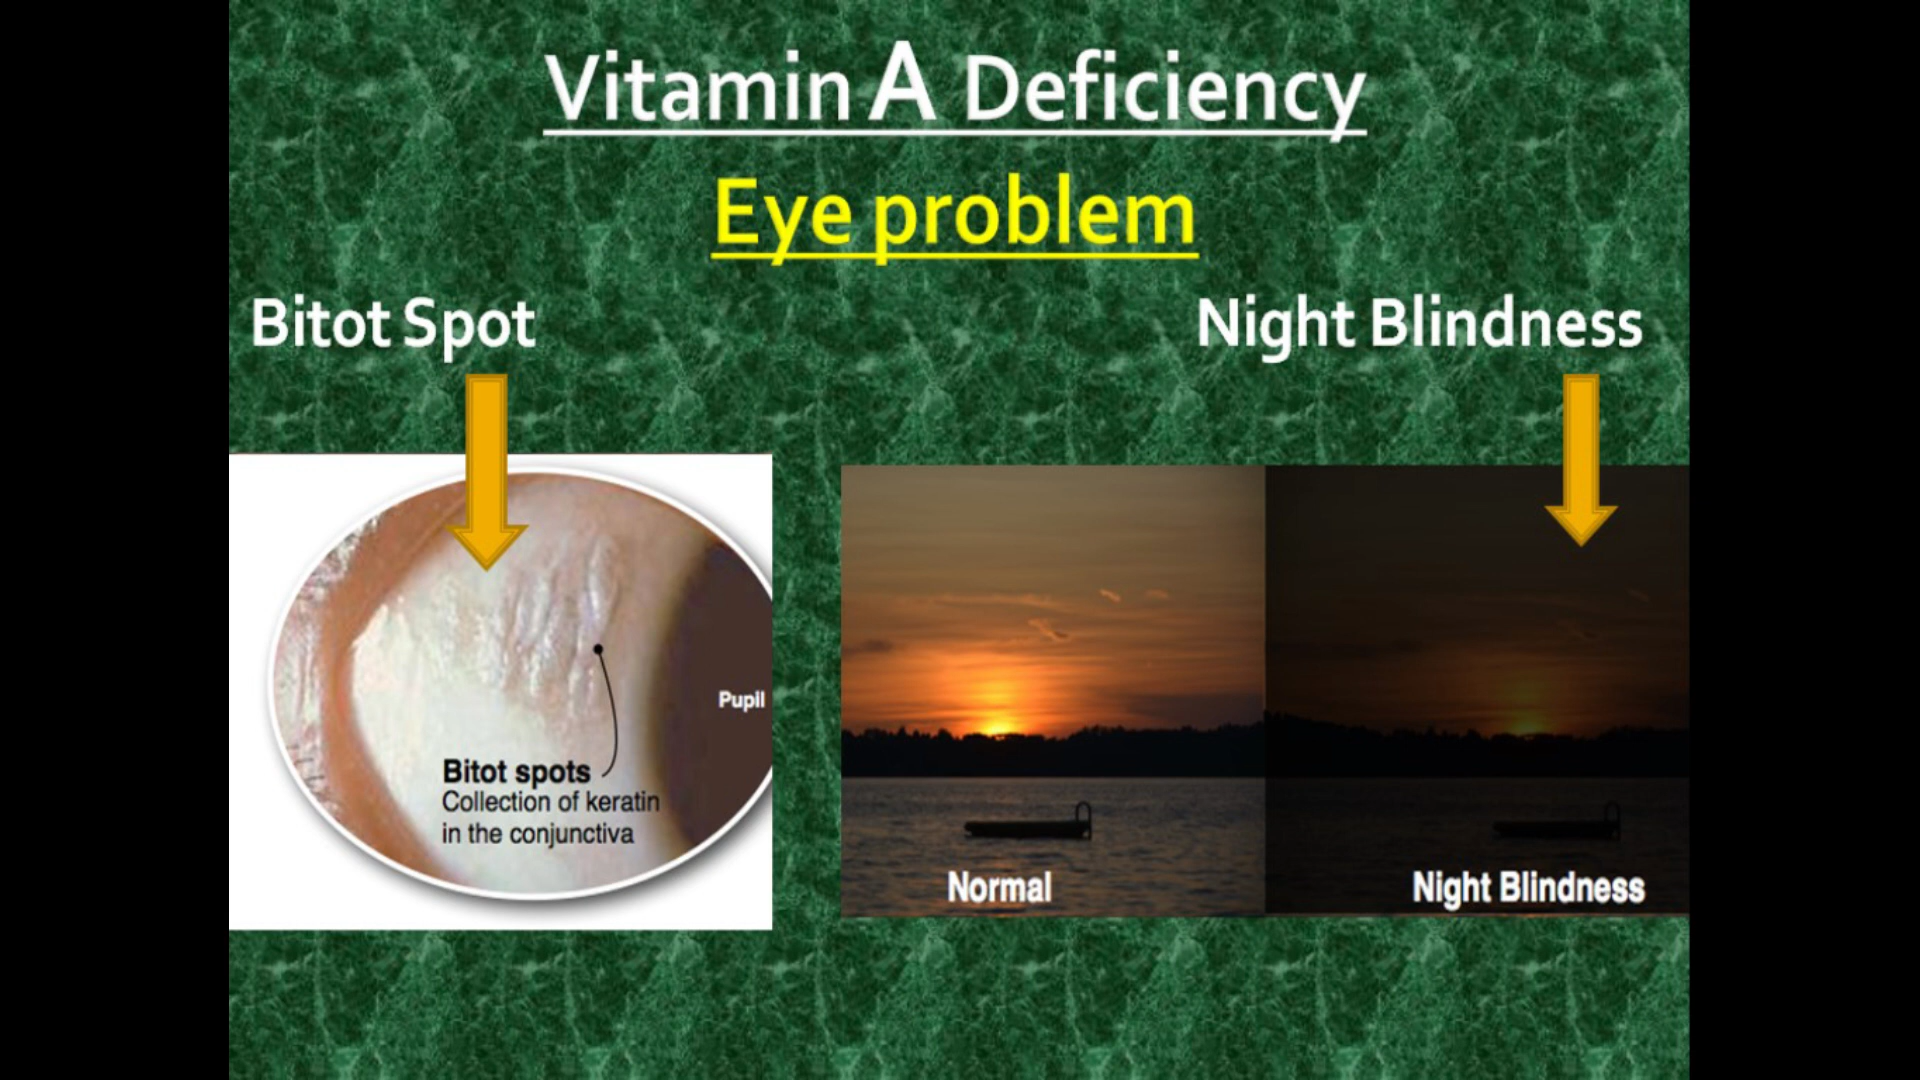 Vitamin A Deficiency
Eye problem
Bitot Spot
Night Blindness
Pupil
Bitot spots
Collection of keratin
in the conjunctiva
Normal
Night Blindness